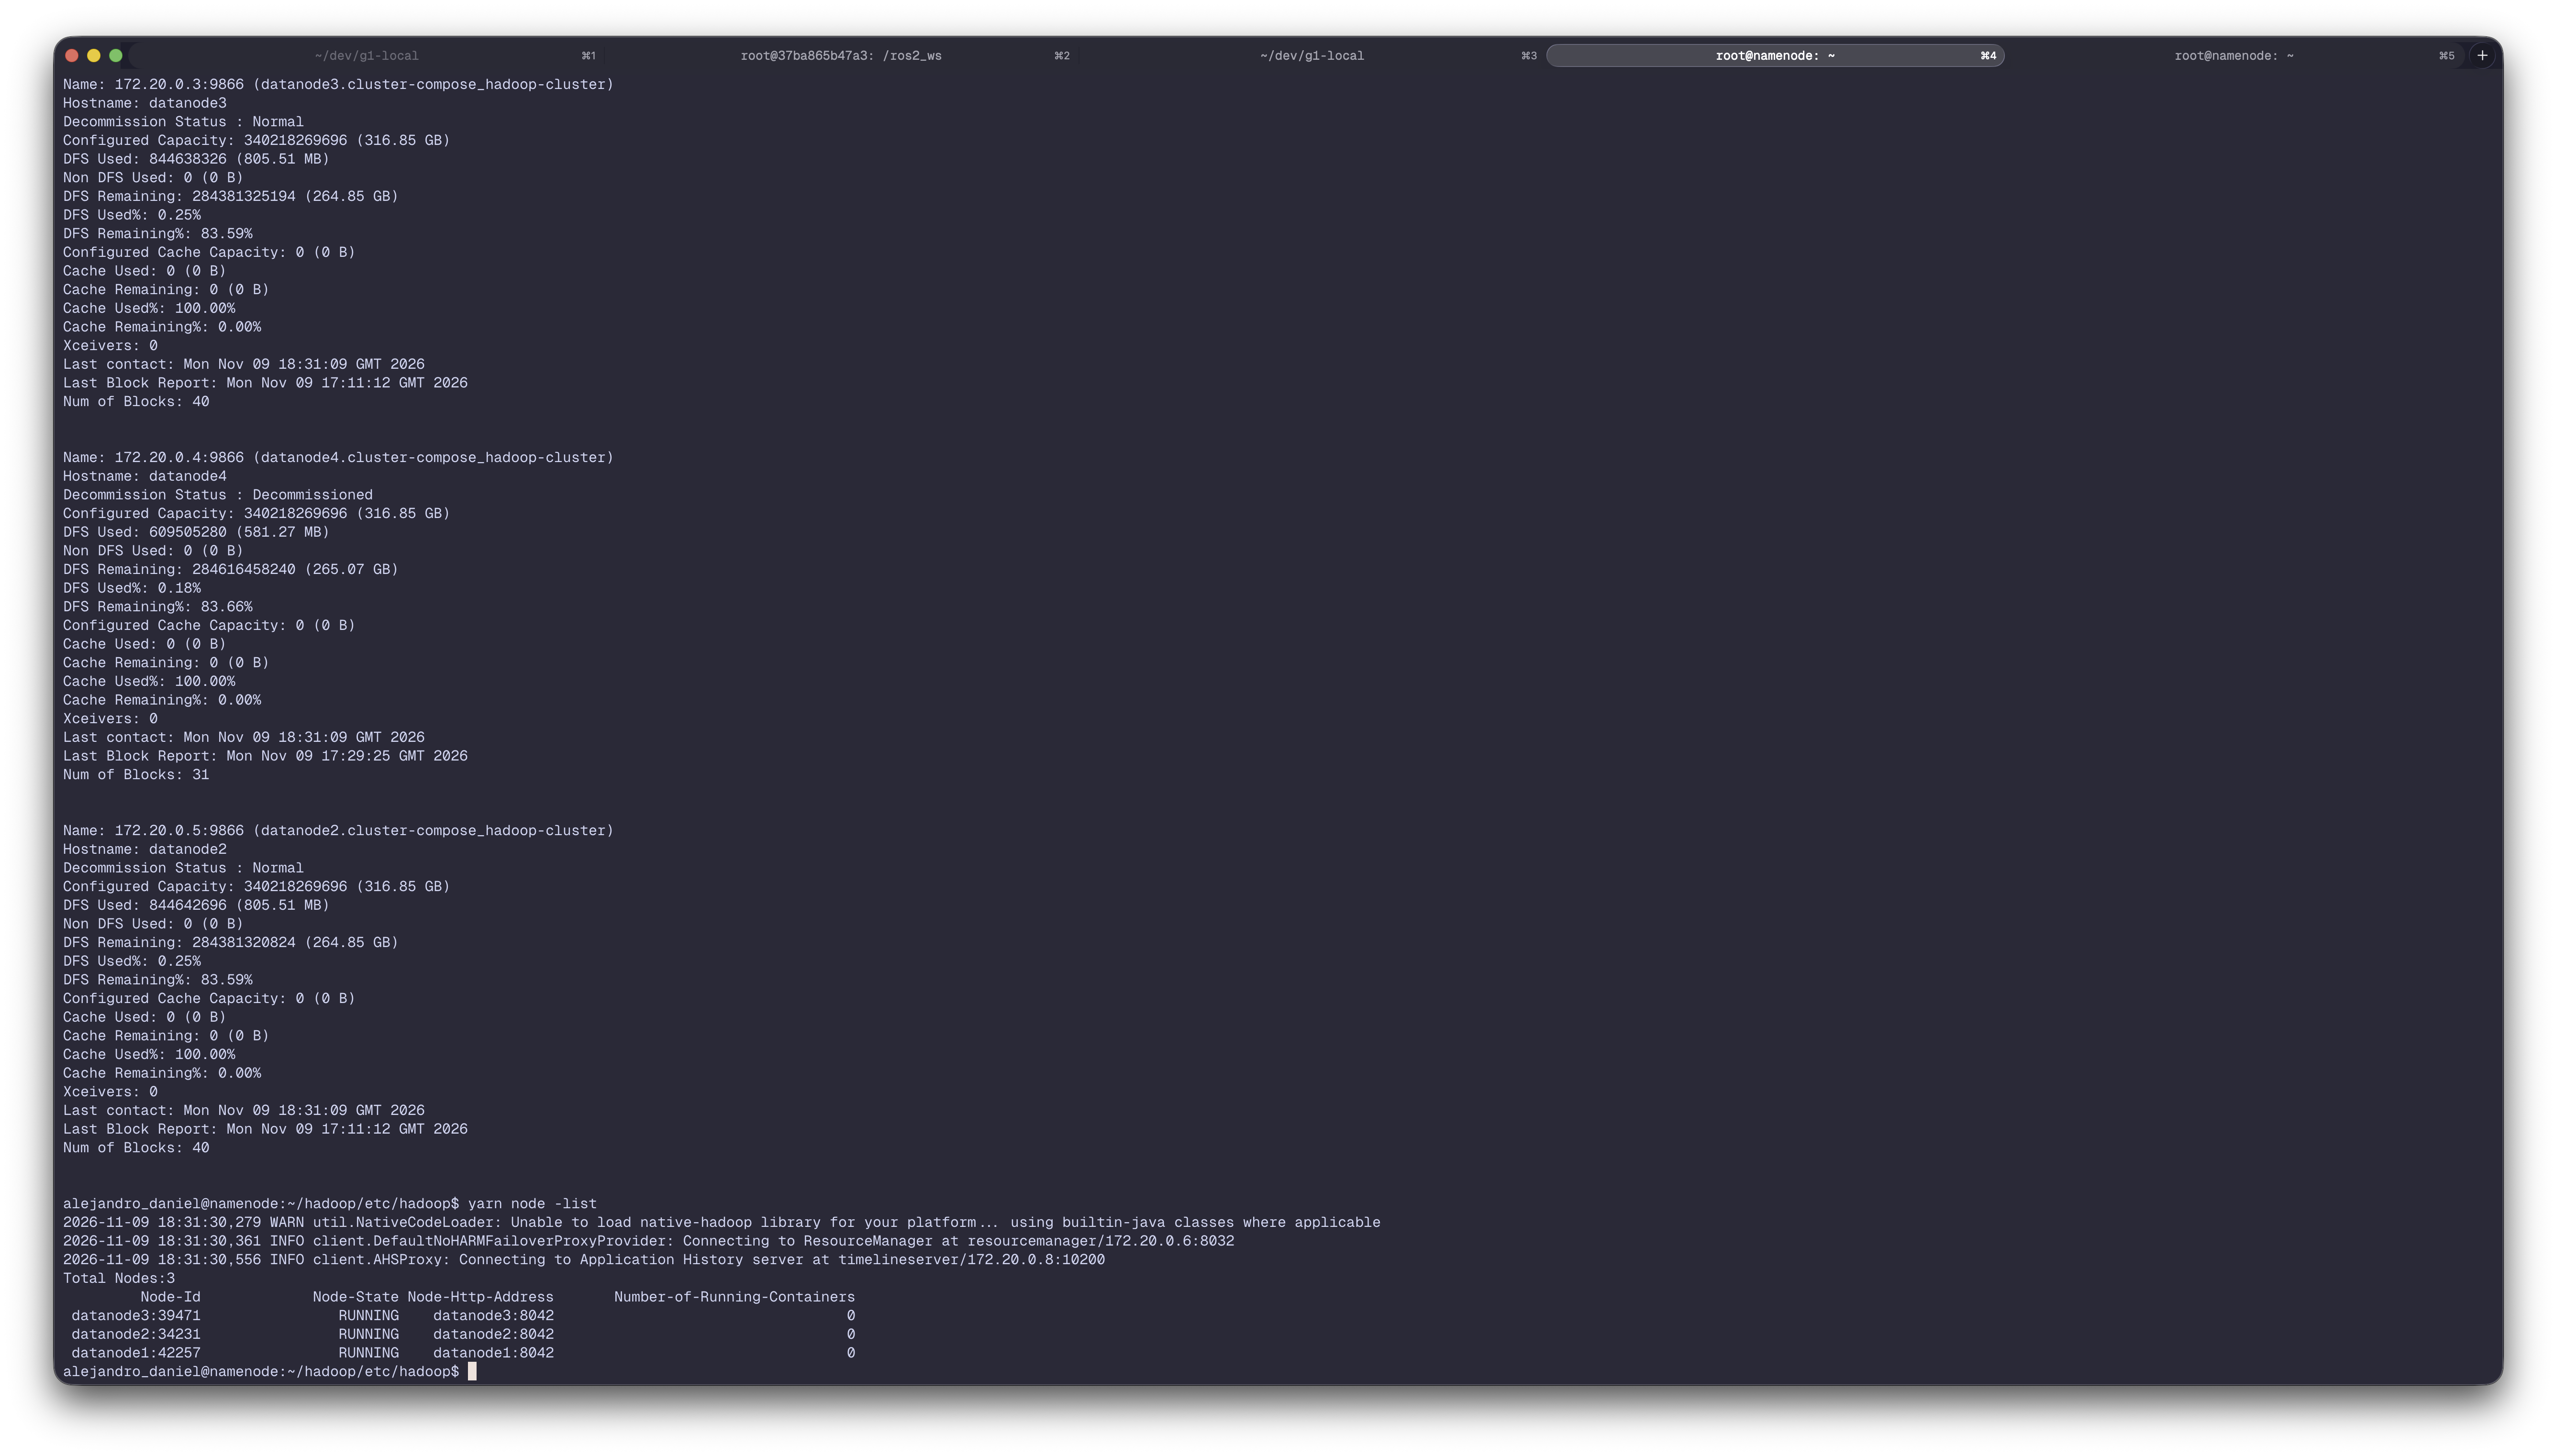 ~/dev/g1-local ⌘1 root@37ba865b47a3: /ros2_ws ⌘2 ~/dev/g1-local ⌘3 root@namenode: ~ ⌘4 root@namenode: ~ ⌘5 +
Name: 172.20.0.3:9866 (datanode3.cluster-compose_hadoop-cluster)
Hostname: datanode3
Decommission Status : Normal
Configured Capacity: 340218269696 (316.85 GB)
DFS Used: 844638326 (805.51 MB)
Non DFS Used: 0 (0 B)
DFS Remaining: 284381325194 (264.85 GB)
DFS Used%: 0.25%
DFS Remaining%: 83.59%
Configured Cache Capacity: 0 (0 B)
Cache Used: 0 (0 B)
Cache Remaining: 0 (0 B)
Cache Used%: 100.00%
Cache Remaining%: 0.00%
Xceivers: 0
Last contact: Mon Nov 09 18:31:09 GMT 2026
Last Block Report: Mon Nov 09 17:11:12 GMT 2026
Num of Blocks: 40
Name: 172.20.0.4:9866 (datanode4.cluster-compose_hadoop-cluster)
Hostname: datanode4
Decommission Status : Decommissioned
Configured Capacity: 340218269696 (316.85 GB)
DFS Used: 609505280 (581.27 MB)
Non DFS Used: 0 (0 B)
DFS Remaining: 284616458240 (265.07 GB)
DFS Used%: 0.18%
DFS Remaining%: 83.66%
Configured Cache Capacity: 0 (0 B)
Cache Used: 0 (0 B)
Cache Remaining: 0 (0 B)
Cache Used%: 100.00%
Cache Remaining%: 0.00%
Xceivers: 0
Last contact: Mon Nov 09 18:31:09 GMT 2026
Last Block Report: Mon Nov 09 17:29:25 GMT 2026
Num of Blocks: 31
Name: 172.20.0.5:9866 (datanode2.cluster-compose_hadoop-cluster)
Hostname: datanode2
Decommission Status : Normal
Configured Capacity: 340218269696 (316.85 GB)
DFS Used: 844642696 (805.51 MB)
Non DFS Used: 0 (0 B)
DFS Remaining: 284381320824 (264.85 GB)
DFS Used%: 0.25%
DFS Remaining%: 83.59%
Configured Cache Capacity: 0 (0 B)
Cache Used: 0 (0 B)
Cache Remaining: 0 (0 B)
Cache Used%: 100.00%
Cache Remaining%: 0.00%
Xceivers: 0
Last contact: Mon Nov 09 18:31:09 GMT 2026
Last Block Report: Mon Nov 09 17:11:12 GMT 2026
Num of Blocks: 40
alejandro_daniel@namenode:~/hadoop/etc/hadoop$ yarn node -list
2026-11-09 18:31:30,279 WARN util.NativeCodeLoader: Unable to load native-hadoop library for your platform... using builtin-java classes where applicable
2026-11-09 18:31:30,361 INFO client.DefaultNoHARMFailoverProxyProvider: Connecting to ResourceManager at resourcemanager/172.20.0.6:8032
2026-11-09 18:31:30,556 INFO client.AHSProxy: Connecting to Application History server at timelineserver/172.20.0.8:10200
Total Nodes:3
Node-Id Node-State Node-Http-Address Number-of-Running-Containers
datanode3:39471 RUNNING datanode3:8042 0
datanode2:34231 RUNNING datanode2:8042 0
datanode1:42257 RUNNING datanode1:8042 0
alejandro_daniel@namenode:~/hadoop/etc/hadoop$